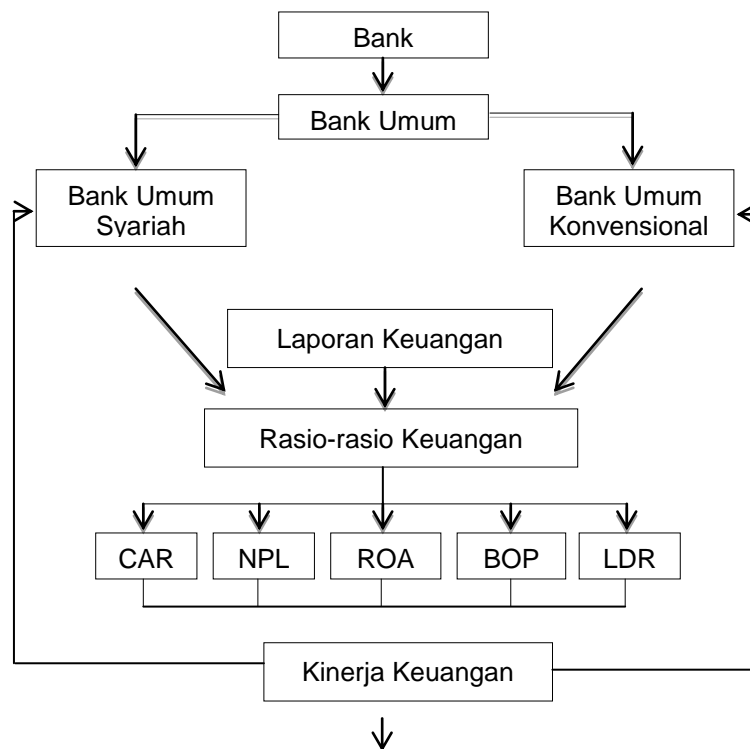 Bank
Bank Umum
Bank Umum
Syariah
Bank Umum
Konvensional
Laporan Keuangan
Rasio-rasio Keuangan
CAR
NPL
ROA
BOP
LDR
Kinerja Keuangan